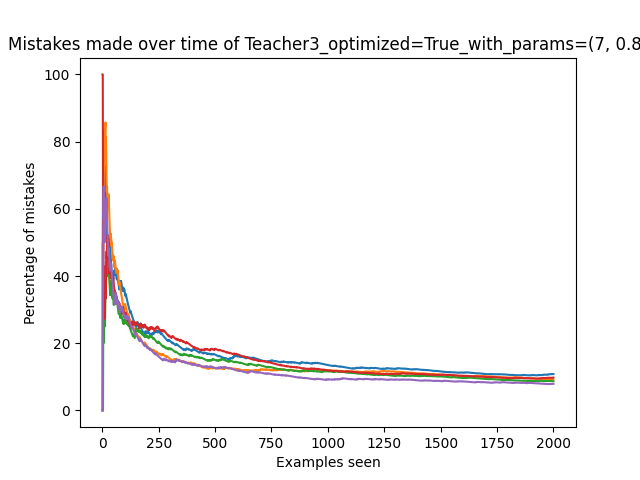 Mistakes made over time of Teacher3_optimized=True_with_params=(7, 0.8
100
80
60
40
20
0
Percentage of mistakes
0 250 500 750 1000 1250 1500 1750 2000
Examples seen